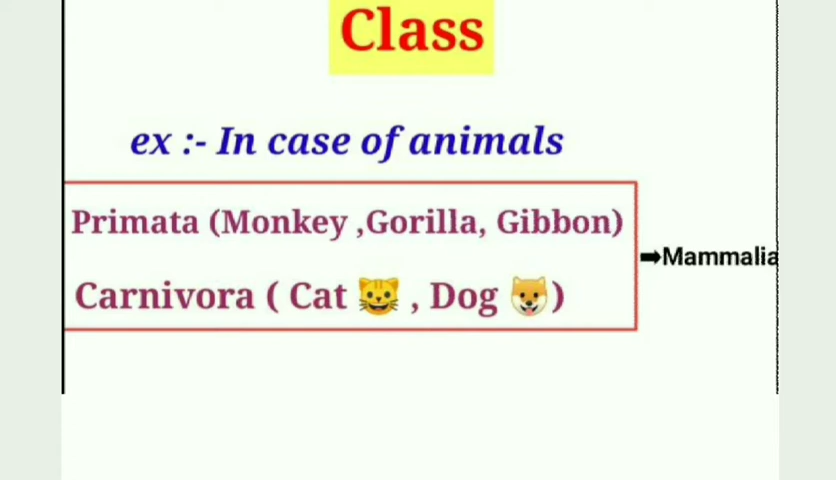 Class
ex :- In case of animals
Primata (Monkey ,Gorilla, Gibbon)
➡Mammalia
Carnivora ( Cat 😺 , Dog 🐶)